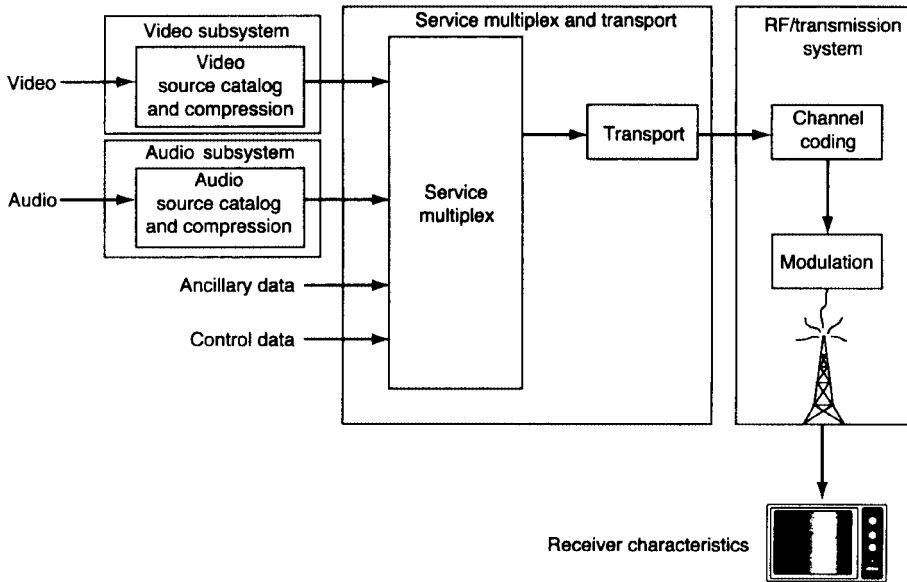 Video subsystem
Video
Video
source catalog
and compression
Audio subsystem
Audio
Audio
source catalog
and compression
Ancillary data
Control data
Service multiplex and transport
Service
multiplex
Transport
RF/transmission
system
Channel
coding
Modulation
Receiver characteristics